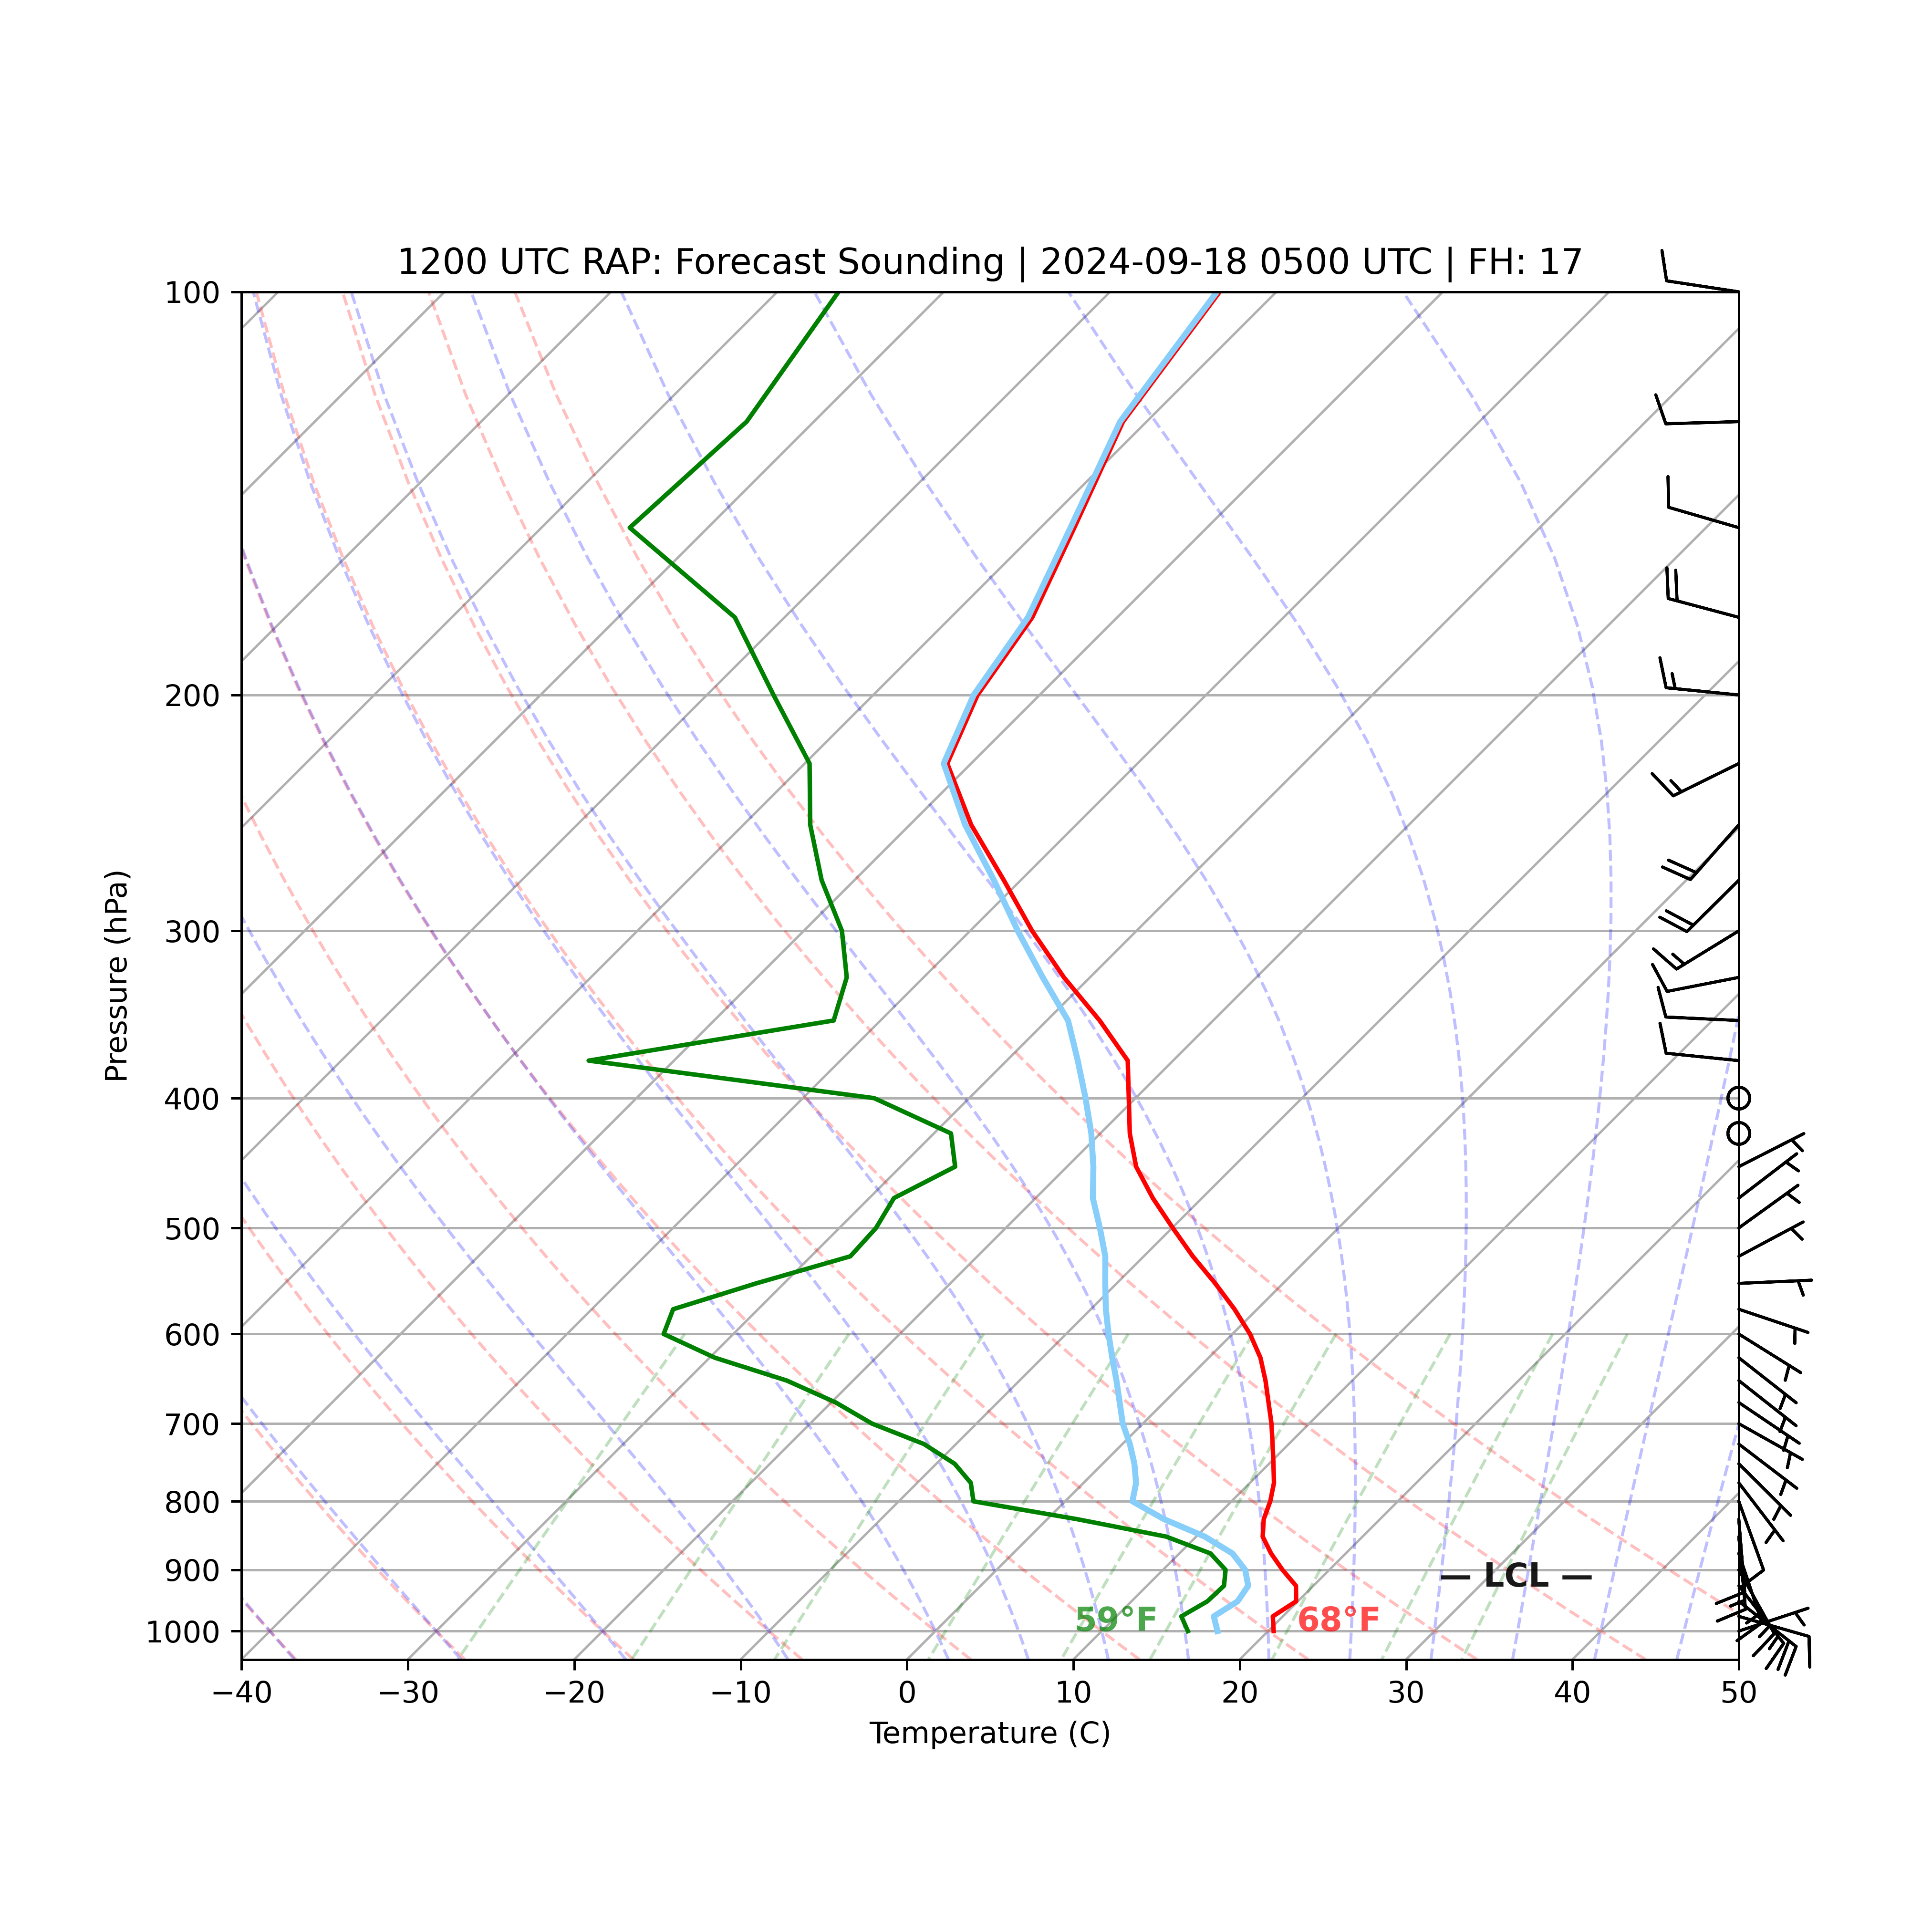 1200 UTC RAP: Forecast Sounding | 2024-09-18 0500 UTC | FH: 17
100
200
300
400
500
600
700
800
900
1000
Pressure (hPa)
— LCL —
59°F
68°F
−40 −30 −20 −10 0 10 20 30 40 50
Temperature (C)